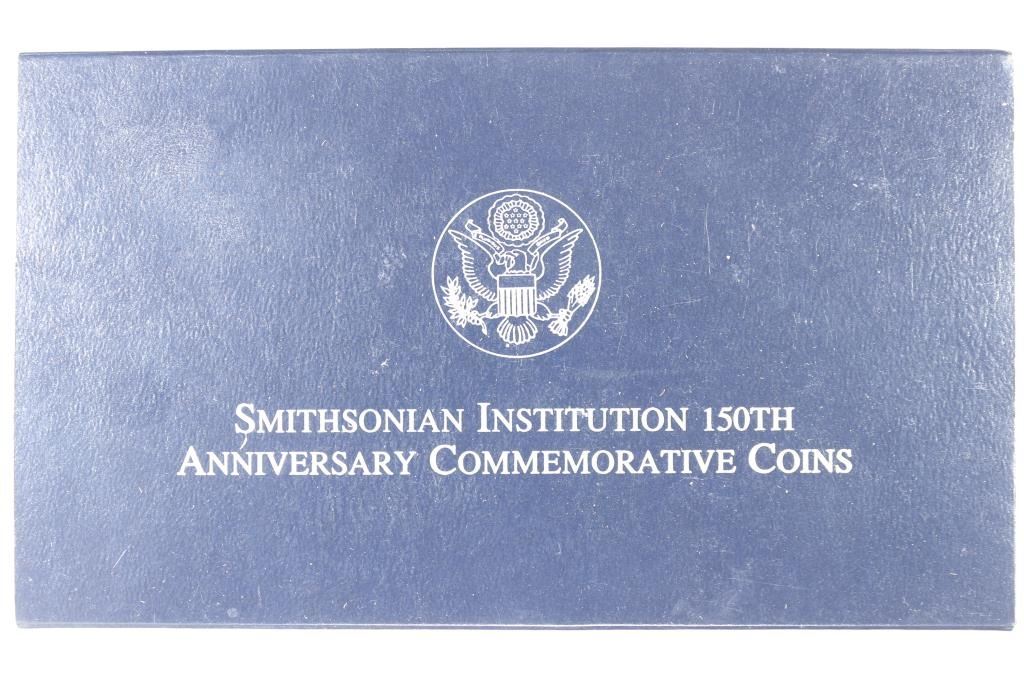 Smithsonian Institution 150th
Anniversary Commemorative Coins